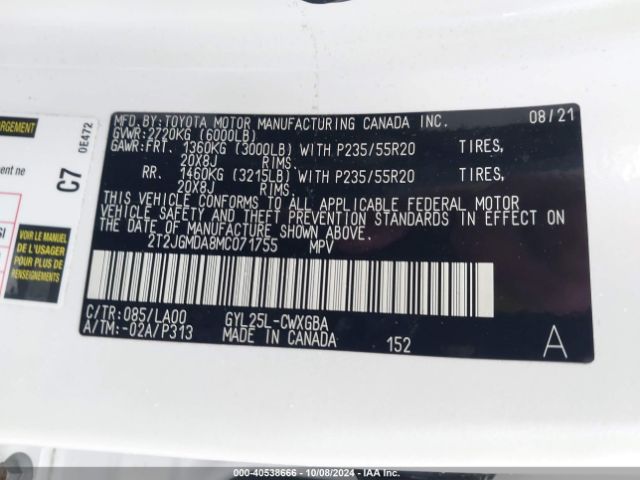 MFD.BY:TOYOTA MOTOR MANUFACTURING CANADA INC. 08/21
GVWR:2720KG (6000LB)
GAWR:FRT. 1360KG (3000LB) WITH P235/55R20 TIRES,
20X8J RIMS.
RR. 1460KG (3215LB) WITH P235/55R20 TIRES,
20X8J RIMS.
THIS VEHICLE CONFORMS TO ALL APPLICABLE FEDERAL MOTOR
VEHICLE SAFETY AND THEFT PREVENTION STANDARDS IN EFFECT ON
THE DATE OF MANUFACTURE SHOWN ABOVE.
2T2JGMDA8MC071755 MPV
C/TR:085/LA00 GYL25L-CWXGBA
A/TM:-02A/P313 MADE IN CANADA 152 A
ARGEMENT
ent ne
C7
0E472
VOIR LE MANUEL
DE L'USAGER
POUR PLUS DE
000-40538666 - 10/08/2024 - IAA Inc.